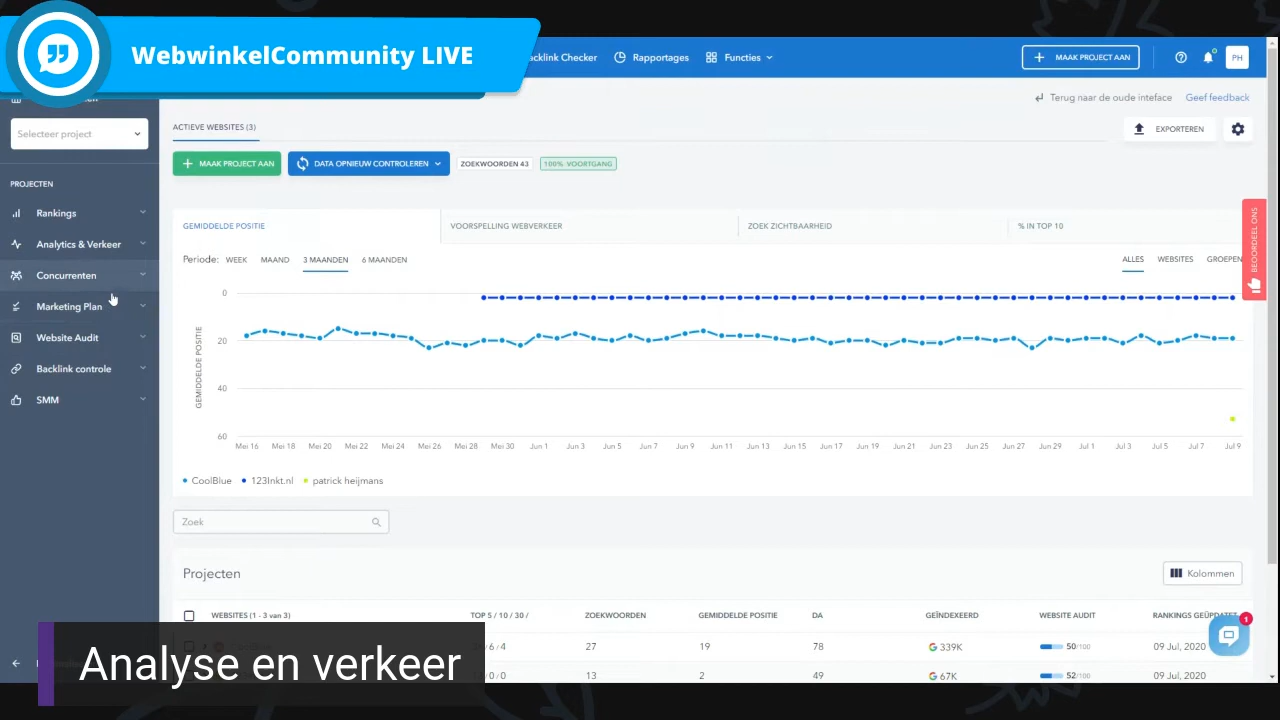 WebwinkelCommunity LIVE
acklink Checker
Rapportages
Functies
MAAK PROJECT AAN
PH
Terug naar de oude inteface
Geef feedback
Selecteer project
ACTIEVE WEBSITES (3)
EXPORTEREN
MAAK PROJECT AAN
DATA OPNIEUW CONTROLEREN
ZOEKWOORDEN 43
100% VOORTGANG
PROJECTEN
Rankings
Analytics & Verkeer
Concurrenten
Marketing Plan
Website Audit
Backlink controle
SMM
GEMIDDELDE POSITIE
VOORSPELLING WEBVERKEER
ZOEK ZICHTBAARHEID
% IN TOP 10
BEOORDEEL ONS
Periode: WEEK MAAND 3 MAANDEN 6 MAANDEN
ALLES WEBSITES GROEPEN
GEMIDDELDE POSITIE
0
20
40
60
Mei 16 Mei 18 Mei 20 Mei 22 Mei 24 Mei 26 Mei 28 Mei 30 Jun 1 Jun 3 Jun 5 Jun 7 Jun 9 Jun 11 Jun 13 Jun 15 Jun 17 Jun 19 Jun 21 Jun 23 Jun 25 Jun 27 Jun 29 Jul 1 Jul 3 Jul 5 Jul 7 Jul 9
CoolBlue 123Inkt.nl patrick heijmans
Zoek
Projecten
Kolommen
WEBSITES (1 - 3 van 3) TOP 5 / 10 / 30 / ZOEKWOORDEN GEMIDDELDE POSITIE DA GEÏNDEXEERD WEBSITE AUDIT RANKINGS GEÜPDATET
/6 /4 27 19 78 339K 50/100 09 Jul, 2020
/0 /0 13 2 49 67K 52/100 09 Jul, 2020
1
Analyse en verkeer